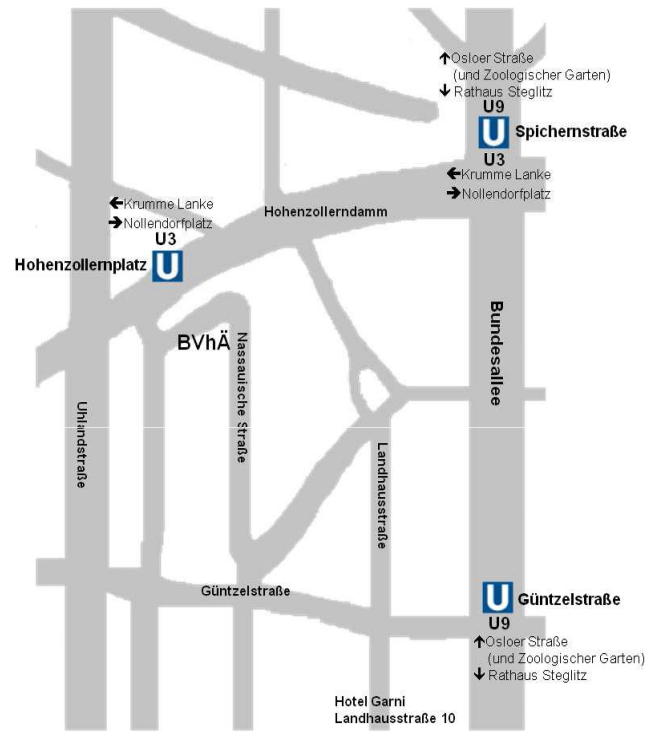 ↑Osloer Straße
(und Zoologischer Garten)
↓ Rathaus Steglitz
U9
U Spichernstraße
U3
←Krumme Lanke
→Nollendorfplatz
←Krumme Lanke
→Nollendorfplatz
U3
Hohenzollernplatz U
Hohenzollerndamm
BVhÄ
Nassauische Straße
Bundesallee
Uhlandstraße
Landhausstraße
Güntzelstraße
U Güntzelstraße
U9
↑Osloer Straße
(und Zoologischer Garten)
↓ Rathaus Steglitz
Hotel Garni
Landhausstraße 10